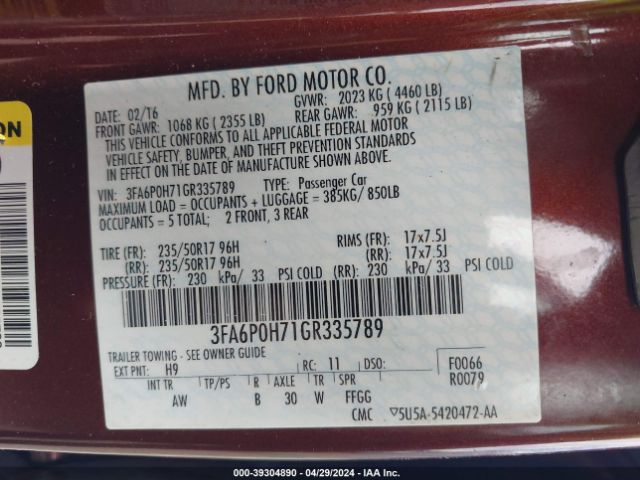 MFD. BY FORD MOTOR CO.
DATE: 02/16 GVWR: 2023 KG ( 4460 LB)
FRONT GAWR: 1068 KG ( 2355 LB) REAR GAWR: 959 KG ( 2115 LB)
THIS VEHICLE CONFORMS TO ALL APPLICABLE FEDERAL MOTOR
VEHICLE SAFETY, BUMPER, AND THEFT PREVENTION STANDARDS
IN EFFECT ON THE DATE OF MANUFACTURE SHOWN ABOVE.
VIN: 3FA6P0H71GR335789 TYPE: Passenger Car
MAXIMUM LOAD = OCCUPANTS + LUGGAGE = 385KG/ 850LB
OCCUPANTS = 5 TOTAL; 2 FRONT, 3 REAR
TIRE (FR): 235/50R17 96H RIMS (FR): 17x7.5J
(RR): 235/50R17 96H (RR): 17x7.5J
PRESSURE (FR): 230 kPa/ 33 PSI COLD (RR): 230 kPa/ 33 PSI COLD
3FA6P0H71GR335789
TRAILER TOWING - SEE OWNER GUIDE
EXT PNT: H9 RC: 11 DSO: F0066
R0079
INT TR TP/PS R AXLE TR SPR
AW B 30 W FFGG
CMC ▽5U5A-5420472-AA
ON
000-39304890 - 04/29/2024 - IAAI.com